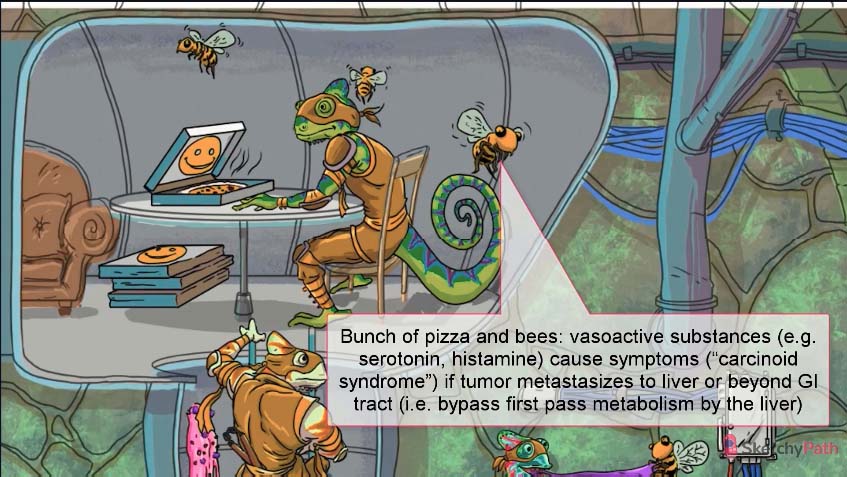 Bunch of pizza and bees: vasoactive substances (e.g.
serotonin, histamine) cause symptoms (“carcinoid
syndrome”) if tumor metastasizes to liver or beyond GI
tract (i.e. bypass first pass metabolism by the liver)
SketchyPath